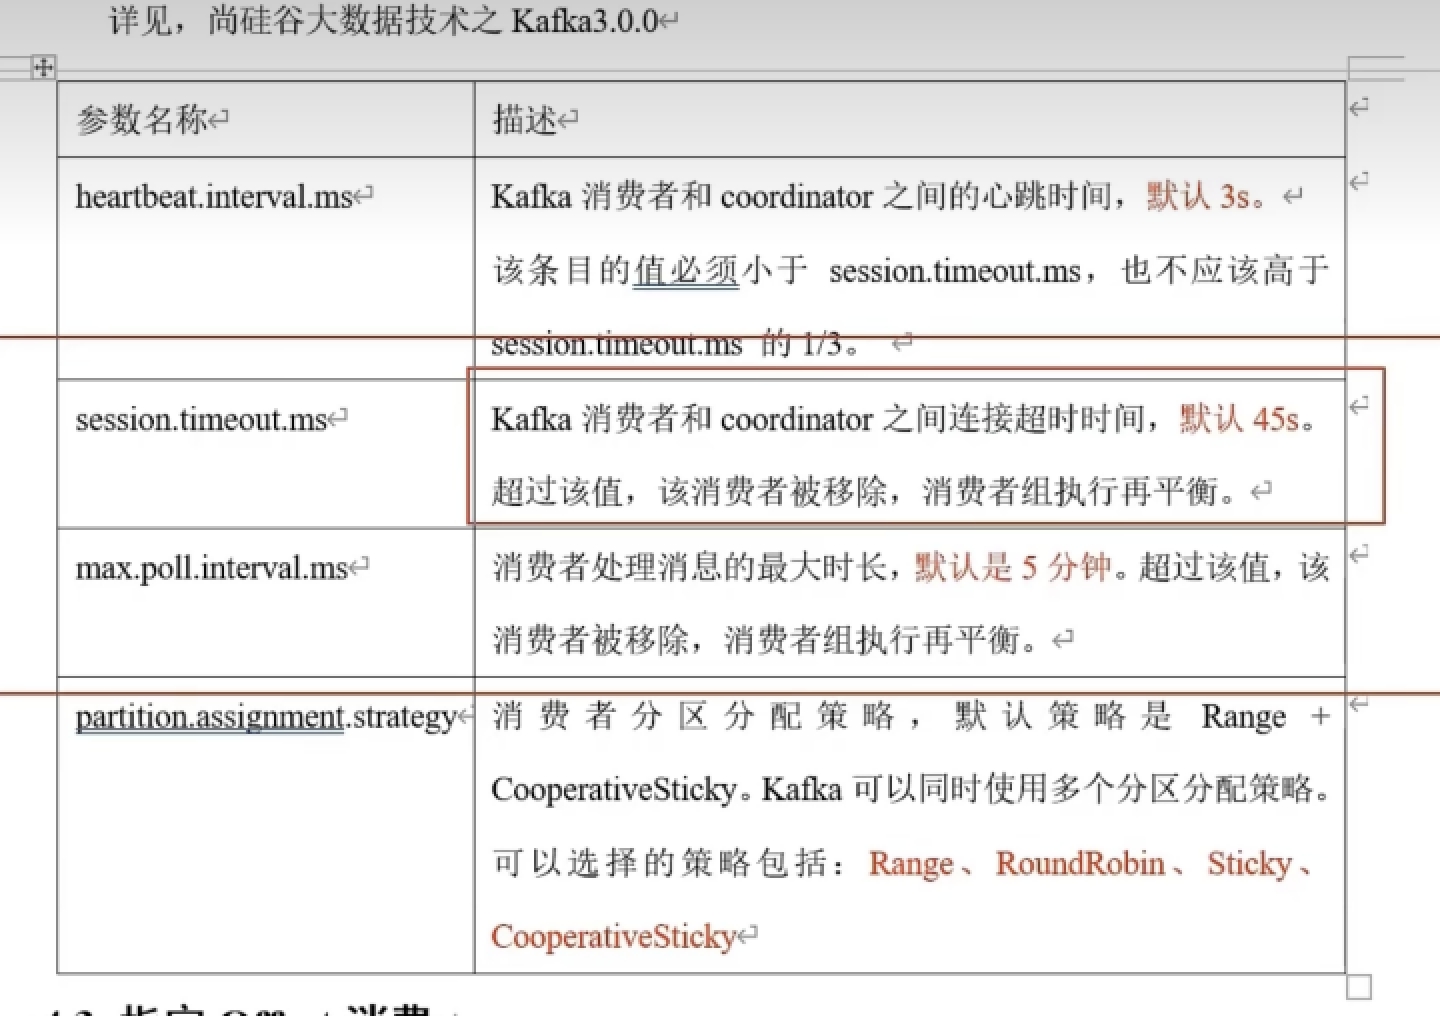 详见，尚硅谷大数据技术之 Kafka3.0.0
参数名称
描述
heartbeat.interval.ms
Kafka 消费者和 coordinator 之间的心跳时间，默认 3s。
该条目的值必须小于 session.timeout.ms，也不应该高于
session.timeout.ms 的 1/3。
session.timeout.ms
Kafka 消费者和 coordinator 之间连接超时时间，默认 45s。
超过该值，该消费者被移除，消费者组执行再平衡。
max.poll.interval.ms
消费者处理消息的最大时长，默认是 5 分钟。超过该值，该
消费者被移除，消费者组执行再平衡。
partition.assignment.strategy
消费者分区分配策略，默认策略是 Range +
CooperativeSticky。Kafka 可以同时使用多个分区分配策略。
可以选择的策略包括：Range、RoundRobin、Sticky、
CooperativeSticky